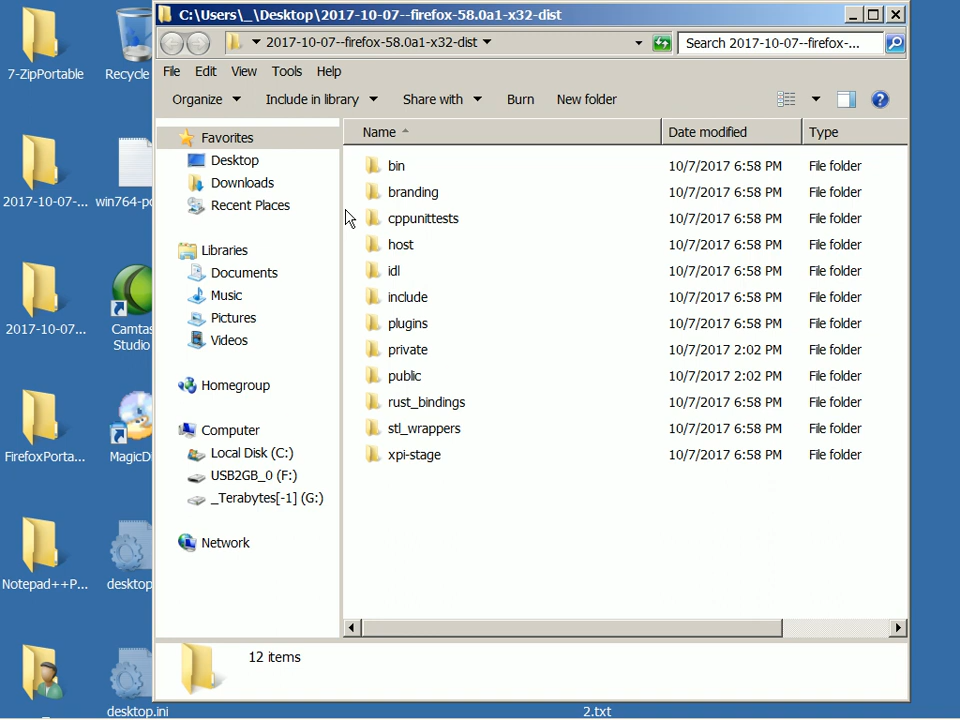 C:\Users\_\Desktop\2017-10-07--firefox-58.0a1-x32-dist
2017-10-07--firefox-58.0a1-x32-dist
Search 2017-10-07--firefox-...
File Edit View Tools Help
Organize Include in library Share with Burn New folder
Name Date modified Type
bin 10/7/2017 6:58 PM File folder
branding 10/7/2017 6:58 PM File folder
cppunittests 10/7/2017 6:58 PM File folder
host 10/7/2017 6:58 PM File folder
idl 10/7/2017 6:58 PM File folder
include 10/7/2017 6:58 PM File folder
plugins 10/7/2017 6:58 PM File folder
private 10/7/2017 2:02 PM File folder
public 10/7/2017 2:02 PM File folder
rust_bindings 10/7/2017 6:58 PM File folder
stl_wrappers 10/7/2017 6:58 PM File folder
xpi-stage 10/7/2017 6:58 PM File folder
Favorites
Desktop
Downloads
Recent Places
Libraries
Documents
Music
Pictures
Videos
Homegroup
Computer
Local Disk (C:)
USB2GB_0 (F:)
_Terabytes[-1] (G:)
Network
12 items
7-ZipPortable
Recycle
2017-10-07-...
win764-po
2017-10-07...
Camtas
Studio
FirefoxPorta...
MagicDi
Notepad++P...
desktop
_
desktop.ini
2.txt